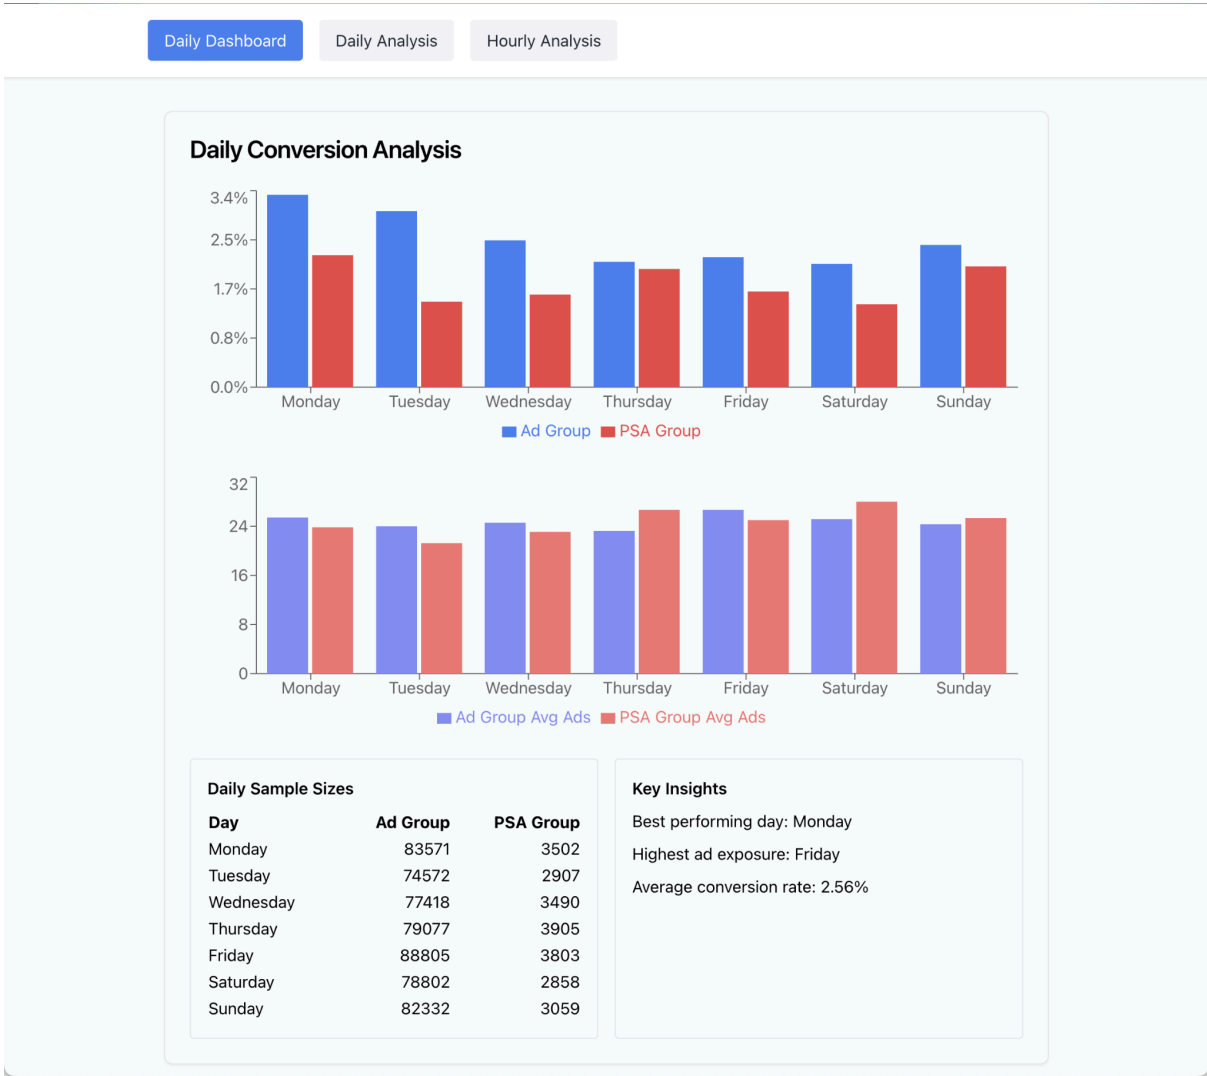 Daily Dashboard Daily Analysis Hourly Analysis
Daily Conversion Analysis
3.4%
2.5%
1.7%
0.8%
0.0%
Monday Tuesday Wednesday Thursday Friday Saturday Sunday
Ad Group PSA Group
32
24
16
8
0
Monday Tuesday Wednesday Thursday Friday Saturday Sunday
Ad Group Avg Ads PSA Group Avg Ads
Daily Sample Sizes
Day Ad Group PSA Group
Monday 83571 3502
Tuesday 74572 2907
Wednesday 77418 3490
Thursday 79077 3905
Friday 88805 3803
Saturday 78802 2858
Sunday 82332 3059
Key Insights
Best performing day: Monday
Highest ad exposure: Friday
Average conversion rate: 2.56%